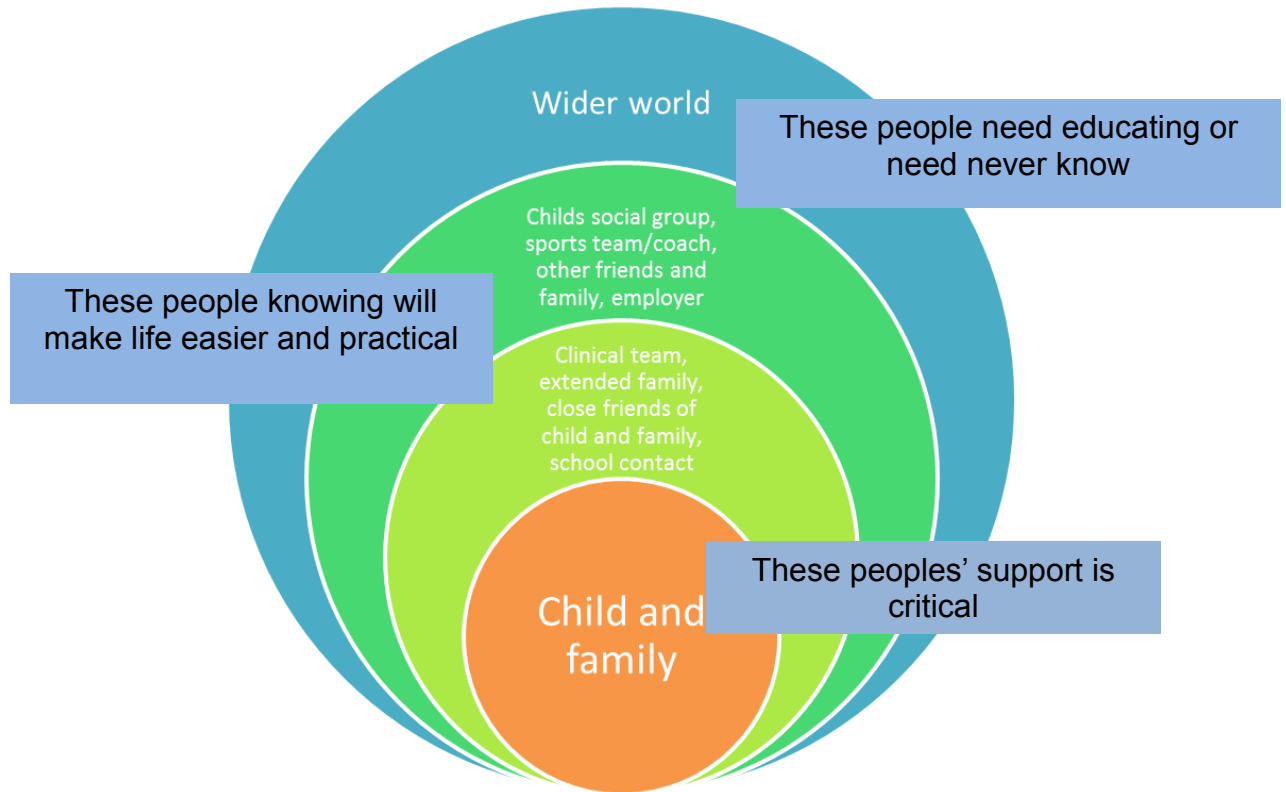 Wider world
These people need educating or
need never know
Childs social group,
sports team/coach,
other friends and
family, employer
These people knowing will
make life easier and practical
Clinical team,
extended family,
close friends of
child and family,
school contact
These peoples’ support is
critical
Child and
family